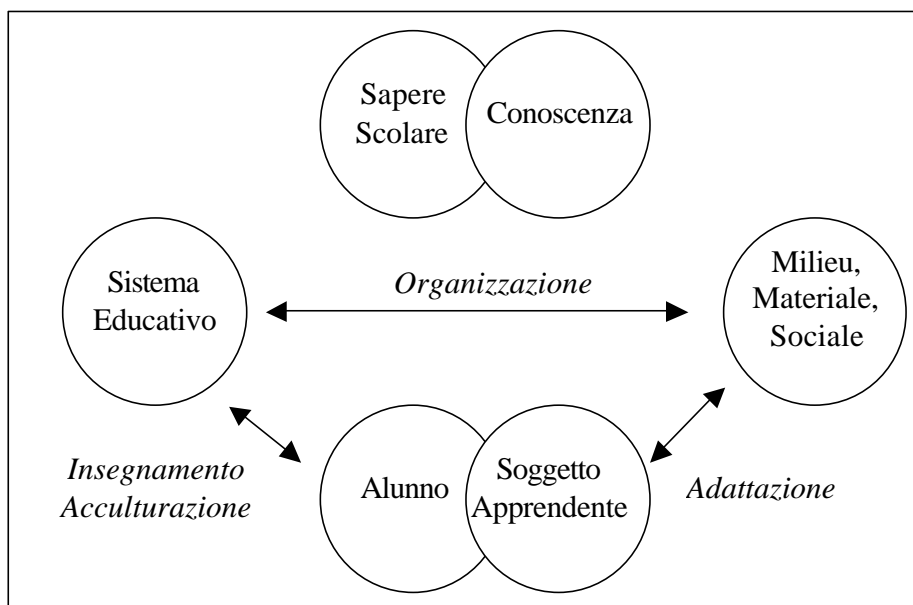 Sapere
Scolare
Conoscenza
Sistema
Educativo
Organizzazione
Milieu,
Materiale,
Sociale
Insegnamento
Acculturazione
Alunno
Soggetto
Apprendente
Adattazione